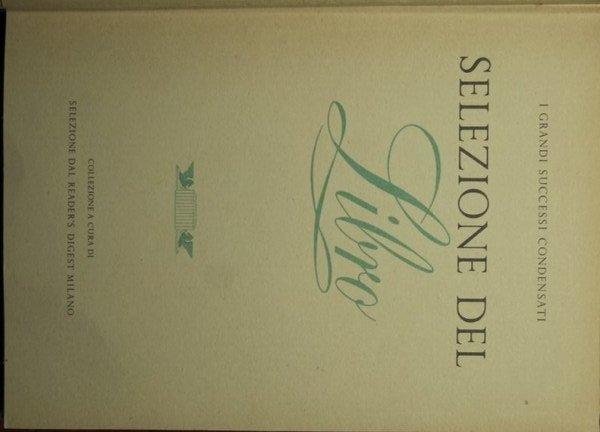 I GRANDI SUCCESSI CONDENSATI
SELEZIONE DEL
Libro
COLLEZIONE A CURA DI
SELEZIONE DAL READER'S DIGEST MILANO